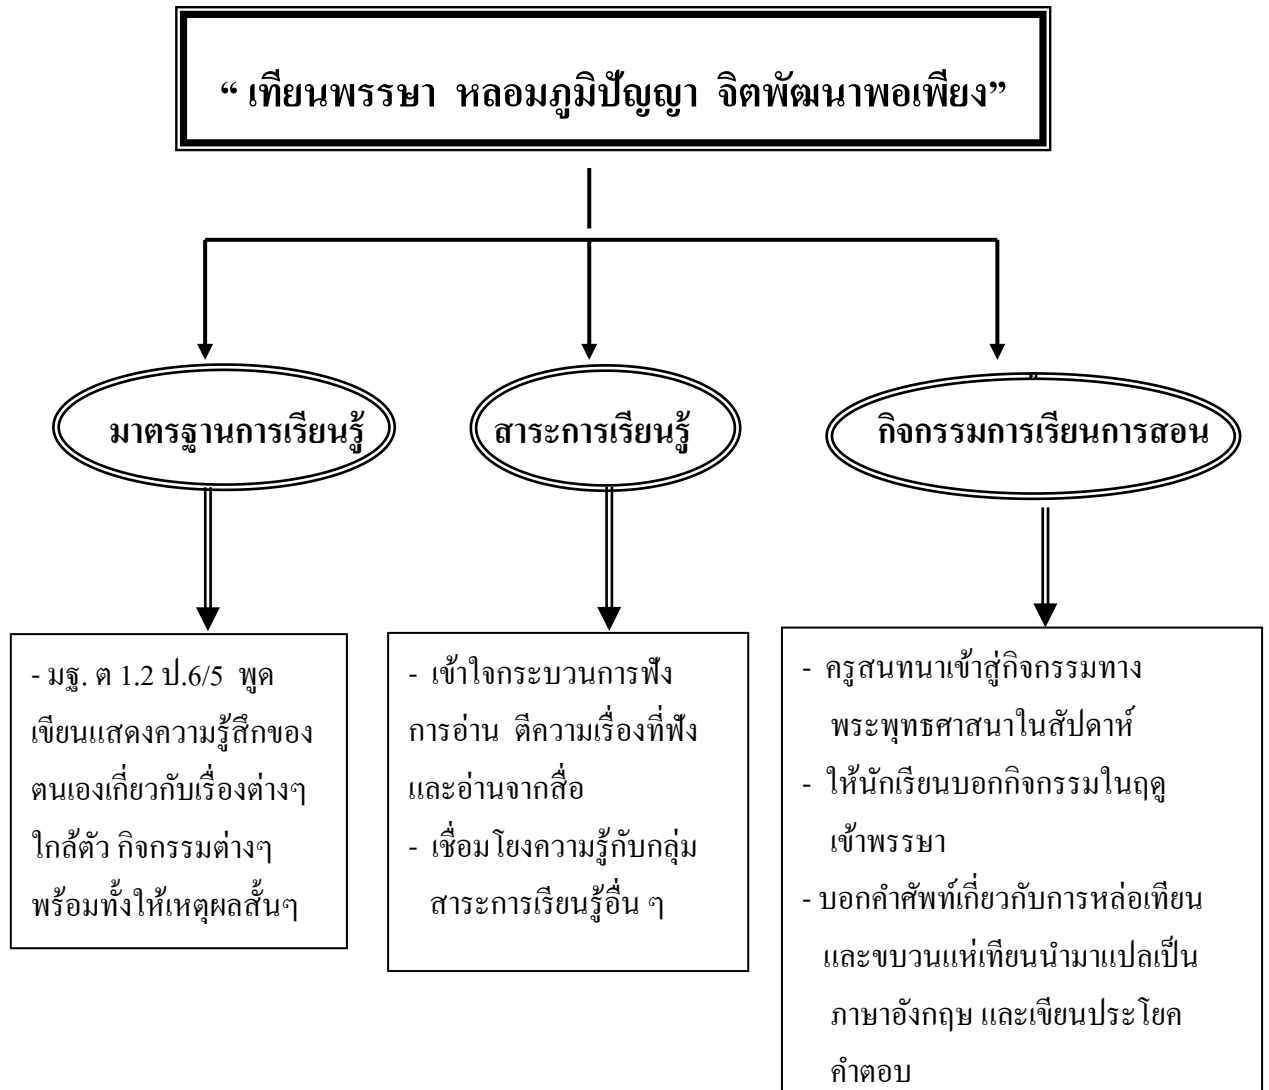 “ เทียนพรรษา หลอมภูมิปัญญา จิตพัฒนาพอเพียง”
มาตรฐานการเรียนรู้
สาระการเรียนรู้
กิจกรรมการเรียนการสอน
- มฐ. ต 1.2 ป.6/5 พูด
เขียนแสดงความรู้สึกของ
ตนเองเกี่ยวกับเรื่องต่างๆ
ใกล้ตัว กิจกรรมต่างๆ
พร้อมทั้งให้เหตุผลสั้นๆ
- เข้าใจกระบวนการฟัง
การอ่าน ตีความเรื่องที่ฟัง
และอ่านจากสื่อ
- เชื่อมโยงความรู้กับกลุ่ม
สาระการเรียนรู้อื่น ๆ
- ครูสนทนาเข้าสู่กิจกรรมทาง
พระพุทธศาสนาในสัปดาห์
- ให้นักเรียนบอกกิจกรรมในฤดู
เข้าพรรษา
- บอกคำศัพท์เกี่ยวกับการหล่อเทียน
และขบวนแห่เทียนนำมาแปลเป็น
ภาษาอังกฤษ และเขียนประโยค
คำตอบ